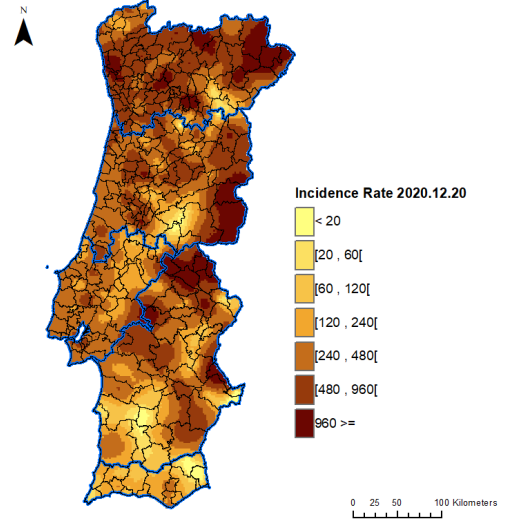 N
Incidence Rate 2020.12.20
< 20
[20 , 60[
[60 , 120[
[120 , 240[
[240 , 480[
[480 , 960[
960 >=
0 25 50 100 Kilometers